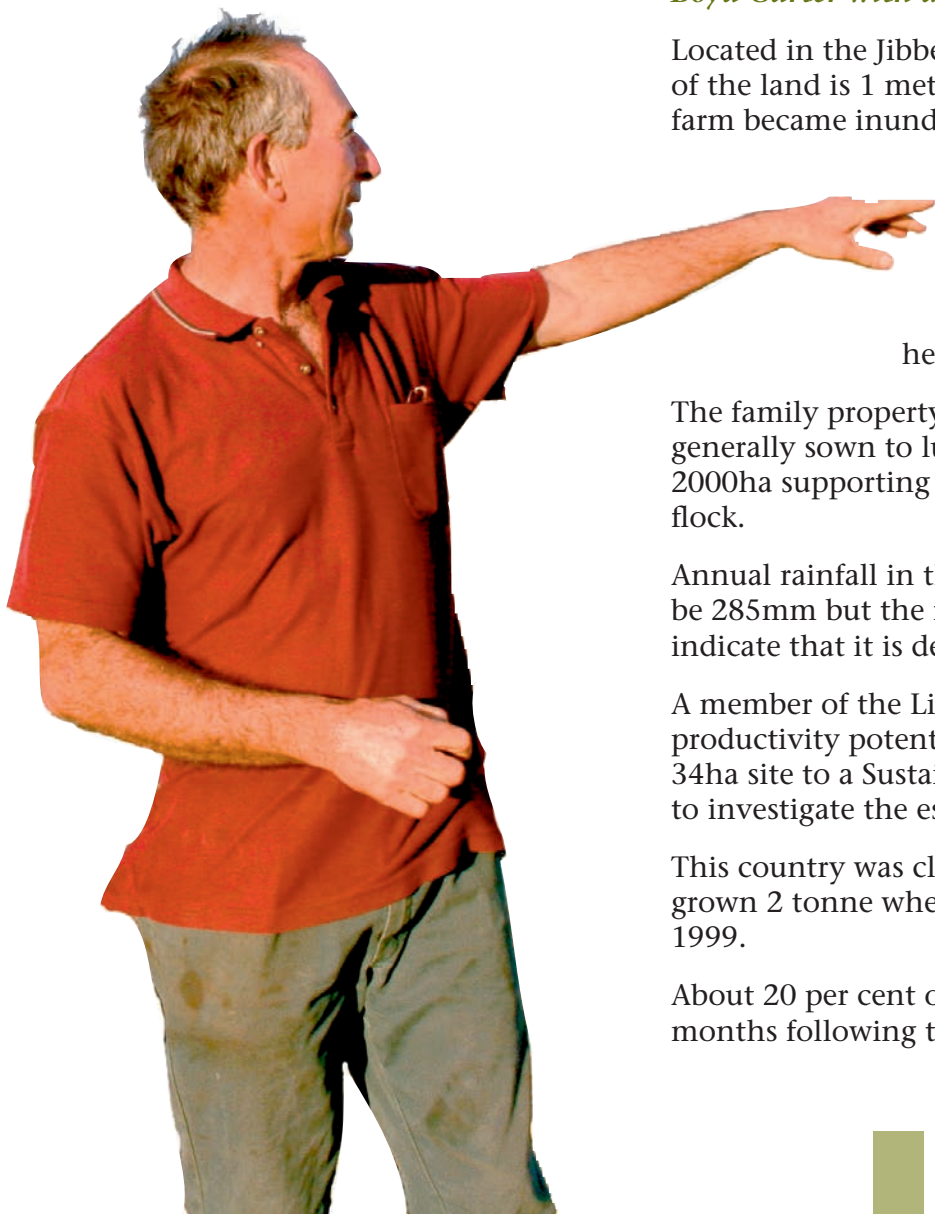 Located in the Jibbe
of the land is 1 met
farm became inund
he
The family property
generally sown to lu
2000ha supporting
flock.
Annual rainfall in th
be 285mm but the
indicate that it is de
A member of the Li
productivity potent
34ha site to a Sustai
to investigate the es
This country was cl
grown 2 tonne whe
1999.
About 20 per cent o
months following t